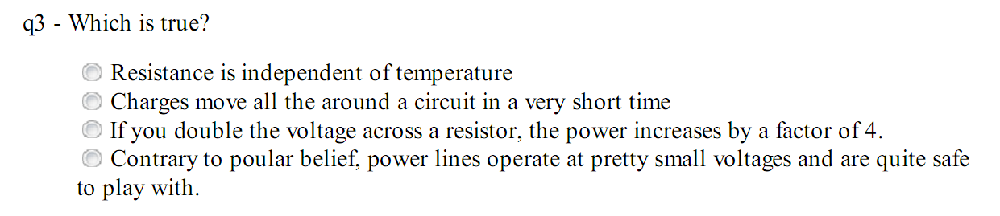 q3 - Which is true?
Resistance is independent of temperature
Charges move all the around a circuit in a very short time
If you double the voltage across a resistor, the power increases by a factor of 4.
Contrary to poular belief, power lines operate at pretty small voltages and are quite safe
to play with.